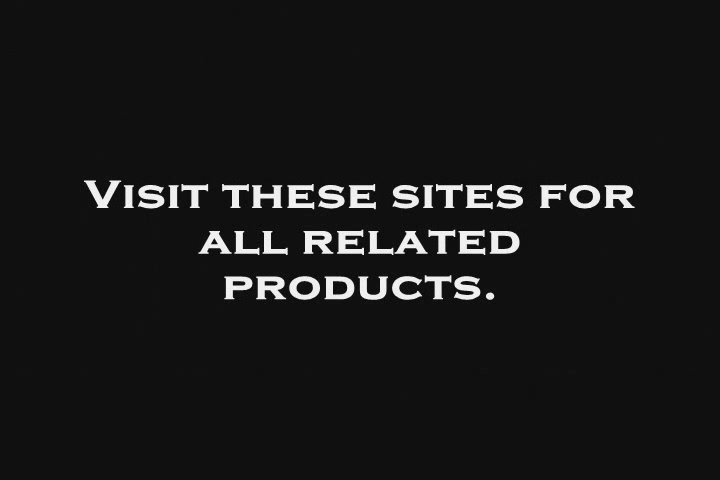 Visit these sites for
all related
products.